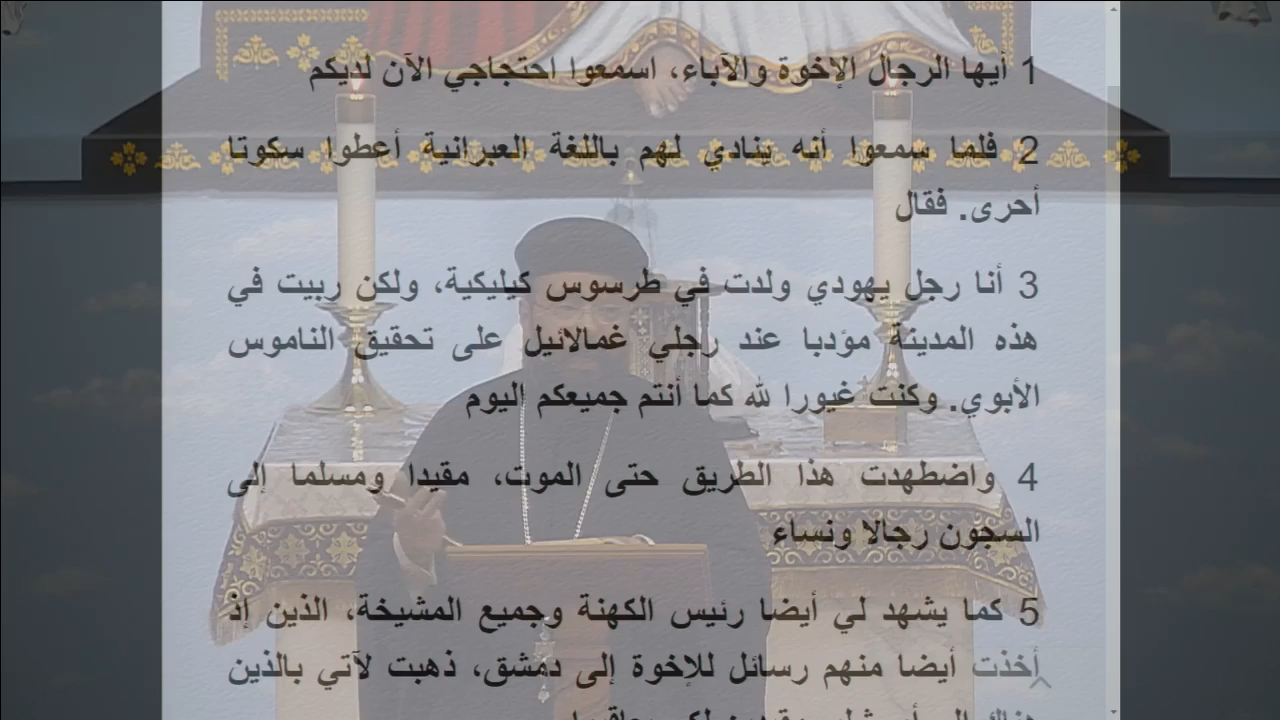 1 أيها الرجال الإخوة والآباء، اسمعوا احتجاجي الآن لديكم
2 فلما سمعوا أنه ينادي لهم باللغة العبرانية أعطوا سكوتا
أحرى. فقال
3 أنا رجل يهودي ولدت في طرسوس كيليكية، ولكن ربيت في
هذه المدينة مؤدبا عند رجلي غمالائيل على تحقيق الناموس
الأبوي. وكنت غيورا لله كما أنتم جميعكم اليوم
4 واضطهدت هذا الطريق حتى الموت، مقيدا ومسلما إلى
السجون رجالا ونساء
5 كما يشهد لي أيضا رئيس الكهنة وجميع المشيخة، الذين إذ
أخذت أيضا منهم رسائل للإخوة إلى دمشق، ذهبت لآتي بالذين